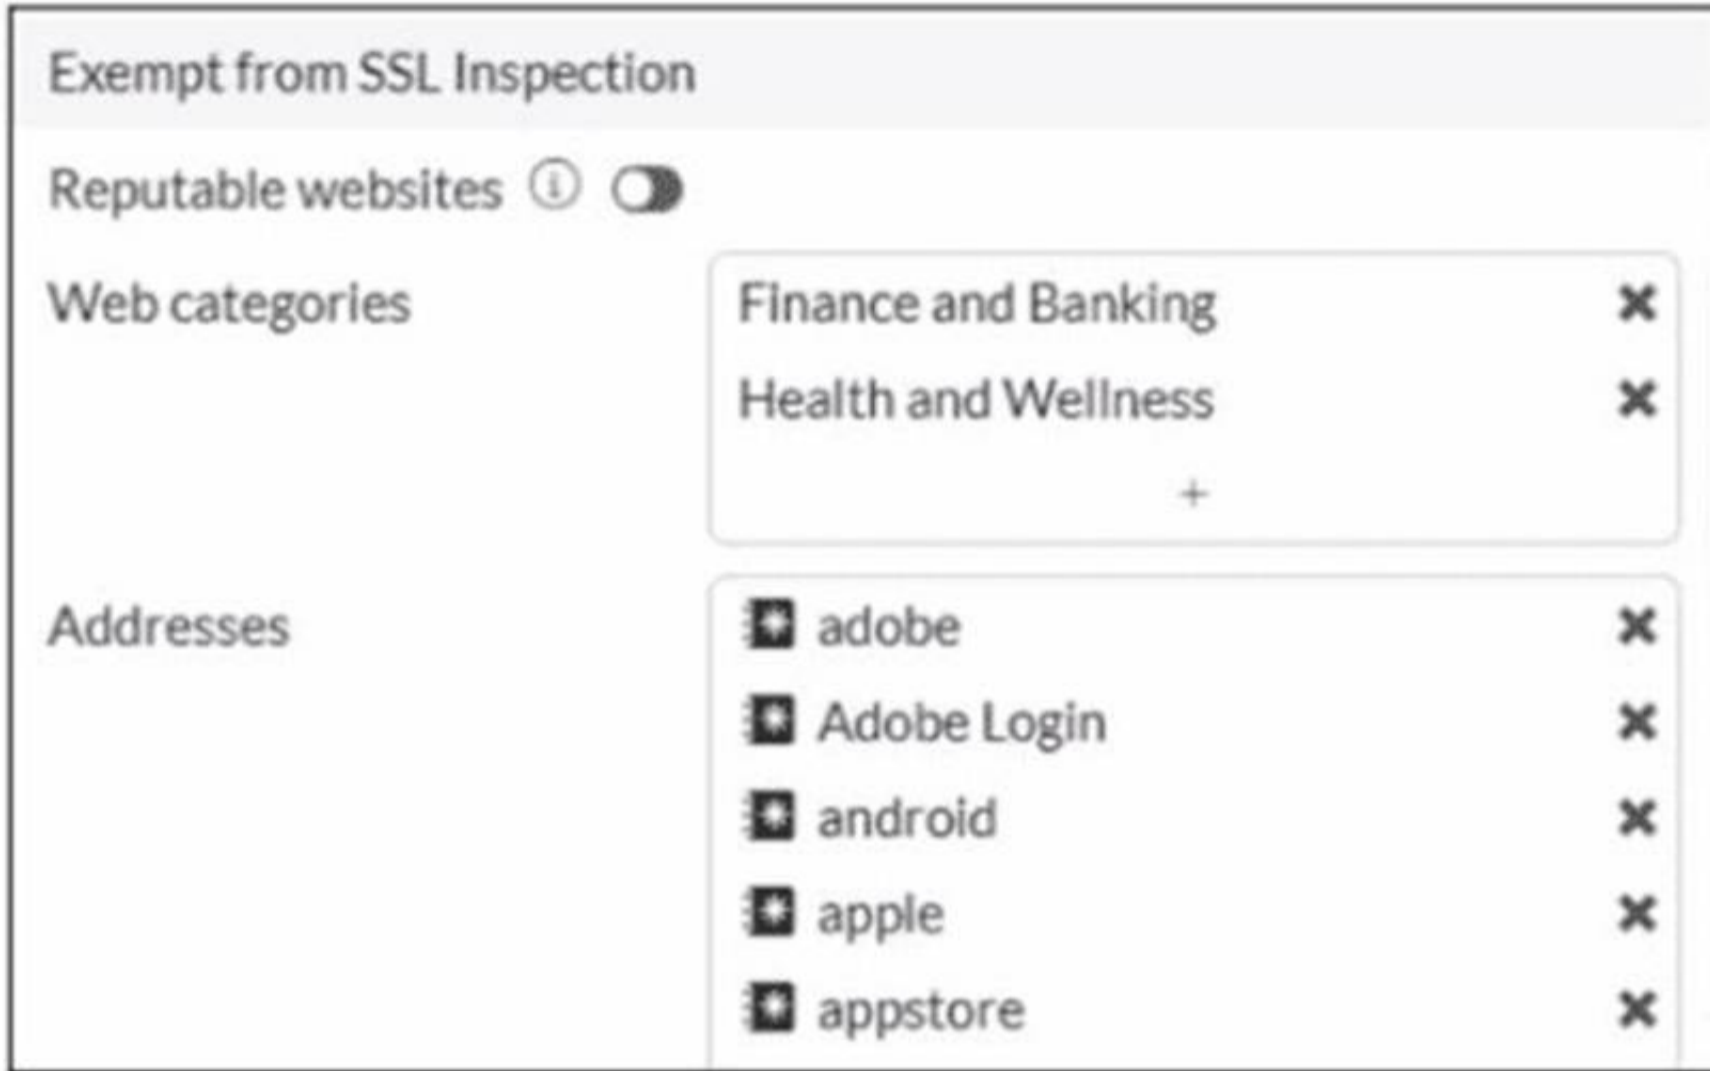 Exempt from SSL Inspection
Reputable websites
Web categories
Finance and Banking
Health and Wellness
+
Addresses
adobe
Adobe Login
android
apple
appstore